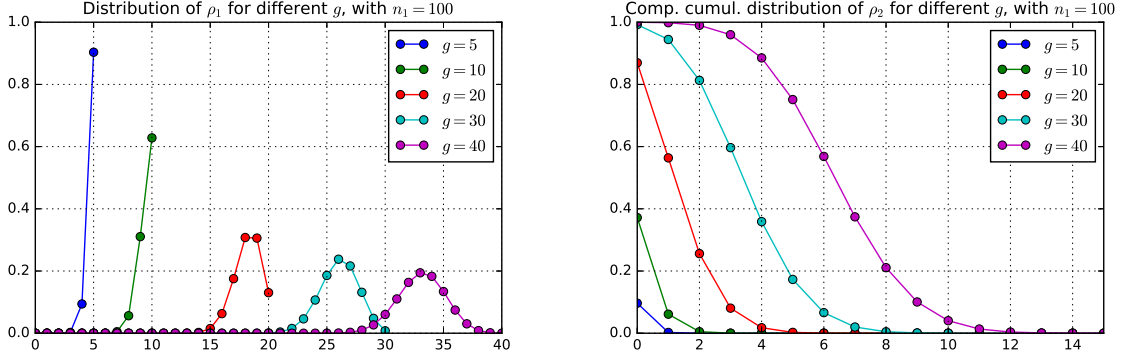 Distribution of ρ₁ for different g, with n₁ = 100
1.0
0.8
0.6
0.4
0.2
0.0
0 5 10 15 20 25 30 35 40
g = 5
g = 10
g = 20
g = 30
g = 40
Comp. cumul. distribution of ρ₂ for different g, with n₁ = 100
1.0
0.8
0.6
0.4
0.2
0.0
0 2 4 6 8 10 12 14
g = 5
g = 10
g = 20
g = 30
g = 40